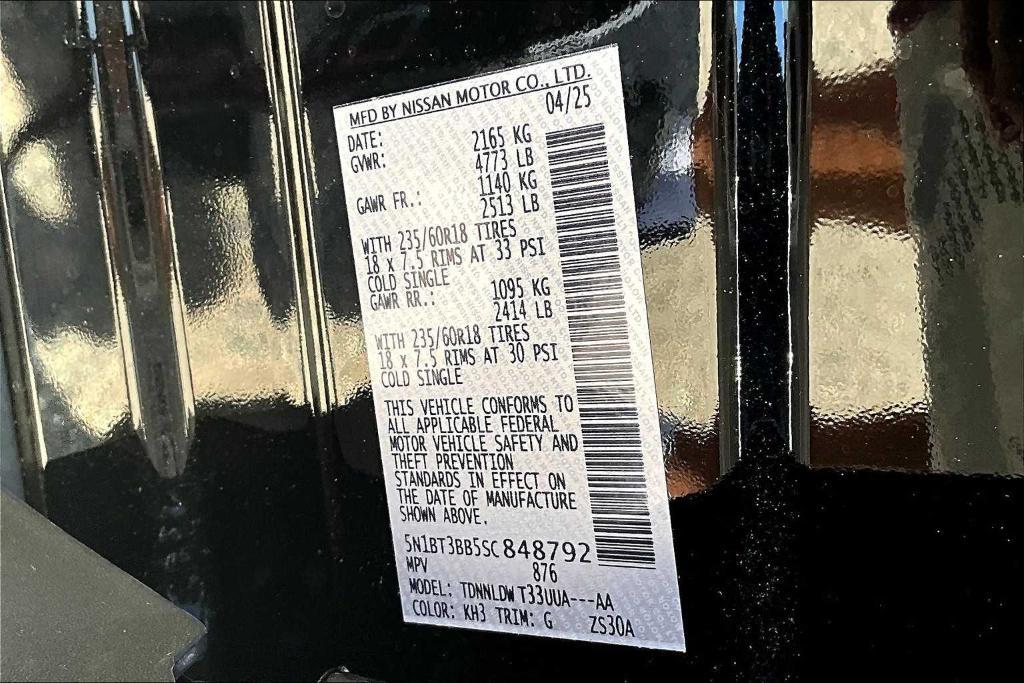 MFD BY NISSAN MOTOR CO., LTD.
DATE: 04/25
GVWR: 2165 KG
4773 LB
GAWR FR.: 1140 KG
2513 LB
WITH 235/60R18 TIRES
18 x 7.5 RIMS AT 33 PSI
COLD SINGLE
GAWR RR.: 1095 KG
2414 LB
WITH 235/60R18 TIRES
18 x 7.5 RIMS AT 30 PSI
COLD SINGLE
THIS VEHICLE CONFORMS TO
ALL APPLICABLE FEDERAL
MOTOR VEHICLE SAFETY AND
THEFT PREVENTION
STANDARDS IN EFFECT ON
THE DATE OF MANUFACTURE
SHOWN ABOVE.
5N1BT3BB5SC848792
MPV 876
MODEL: TDNNLDWT33UUA---AA
COLOR: KH3 TRIM: G ZS30A